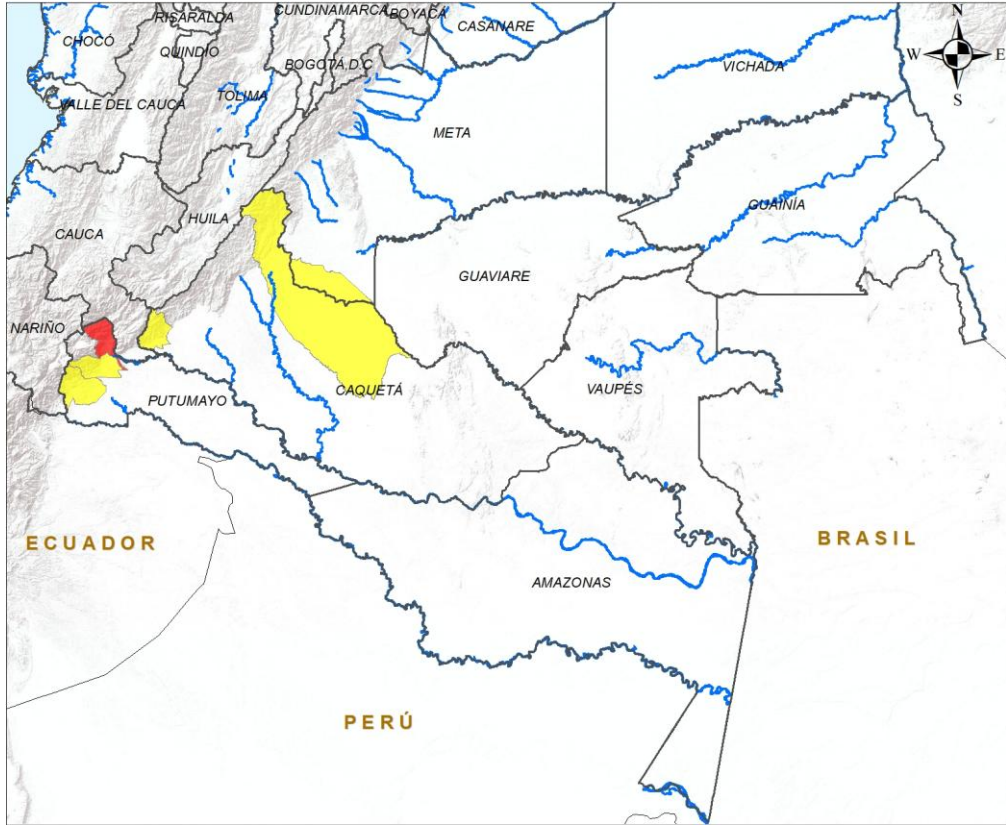 RISARALDA
CUNDINAMARCA
BOYACÁ
CASANARE
N
CHOCÓ
QUINDÍO
BOGOTÁ D.C
W
E
VICHADA
S
VALLE DEL CAUCA
TOLIMA
META
HUILA
GUAINÍA
CAUCA
GUAVIARE
NARIÑO
CAQUETÁ
VAUPÉS
PUTUMAYO
ECUADOR
BRASIL
AMAZONAS
PERÚ